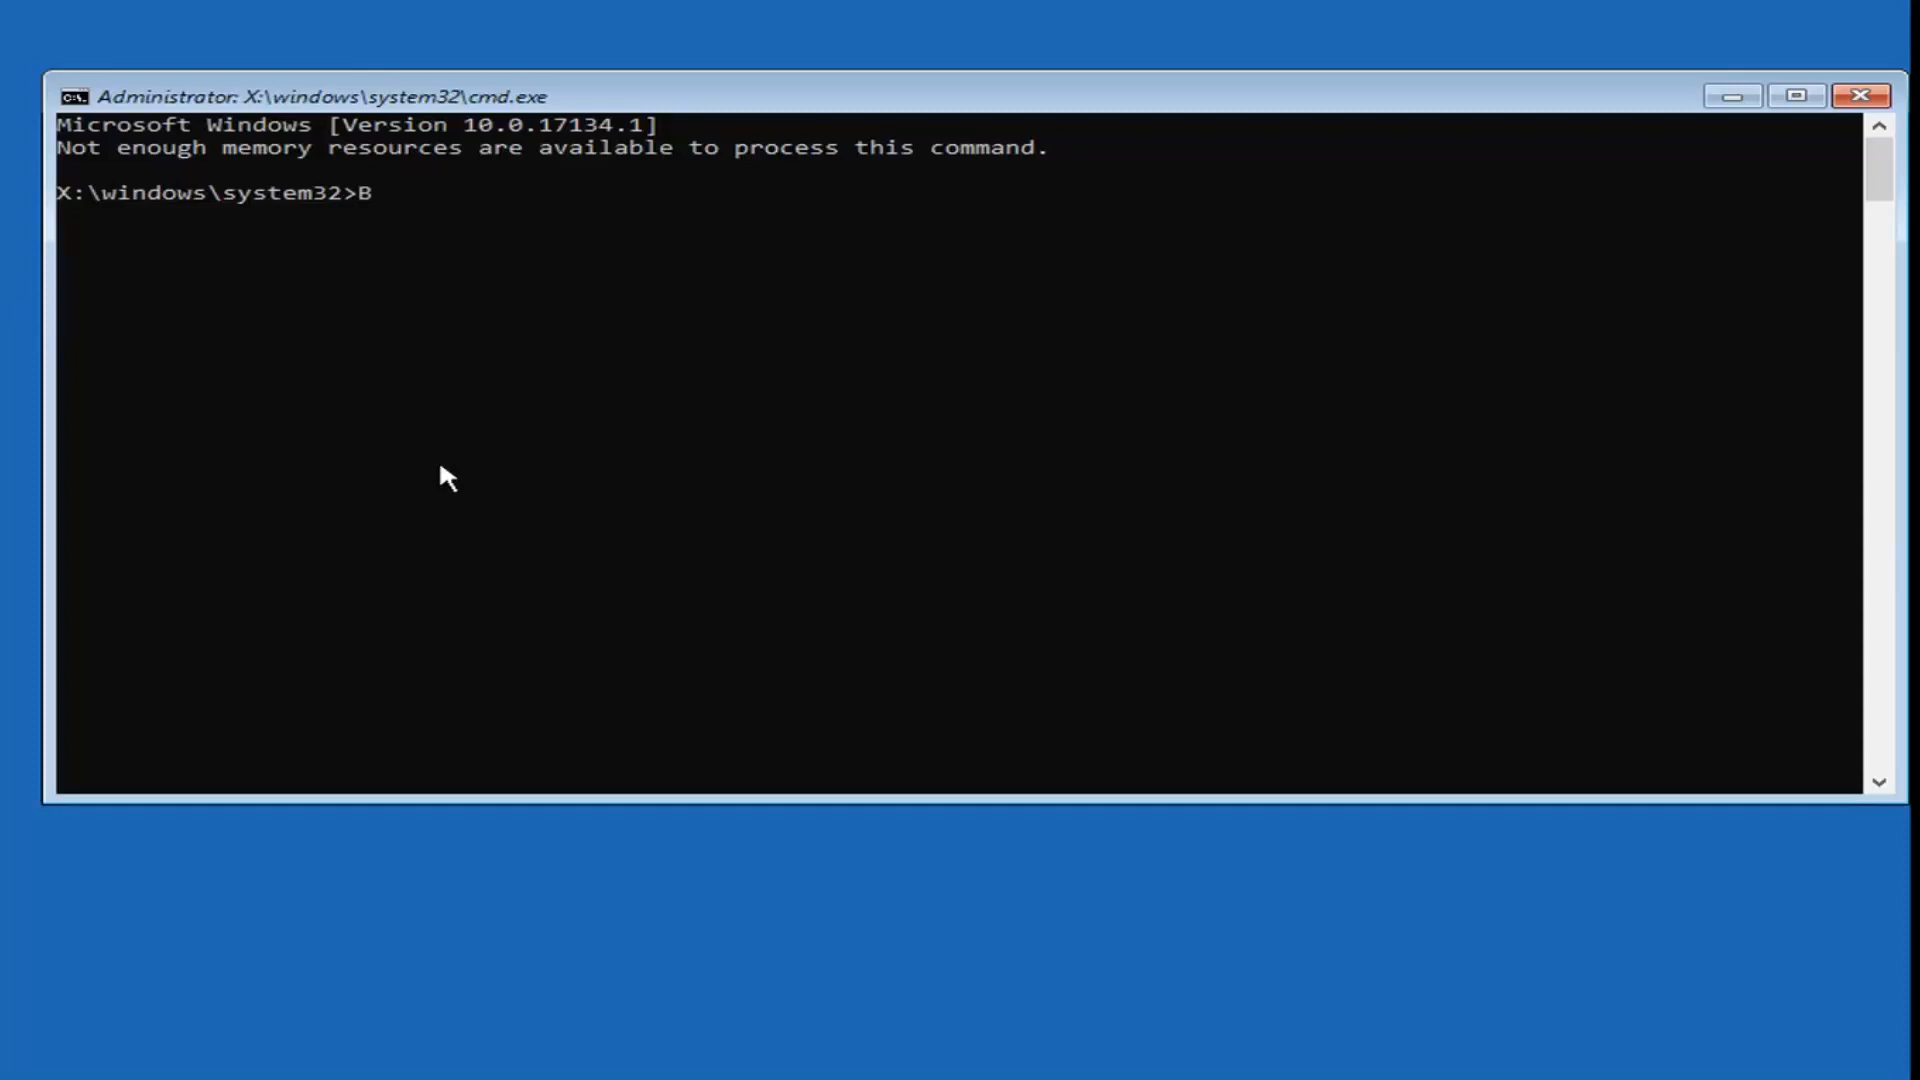 Administrator: X:\windows\system32\cmd.exe
Microsoft Windows [Version 10.0.17134.1]
Not enough memory resources are available to process this command.
X:\windows\system32>B